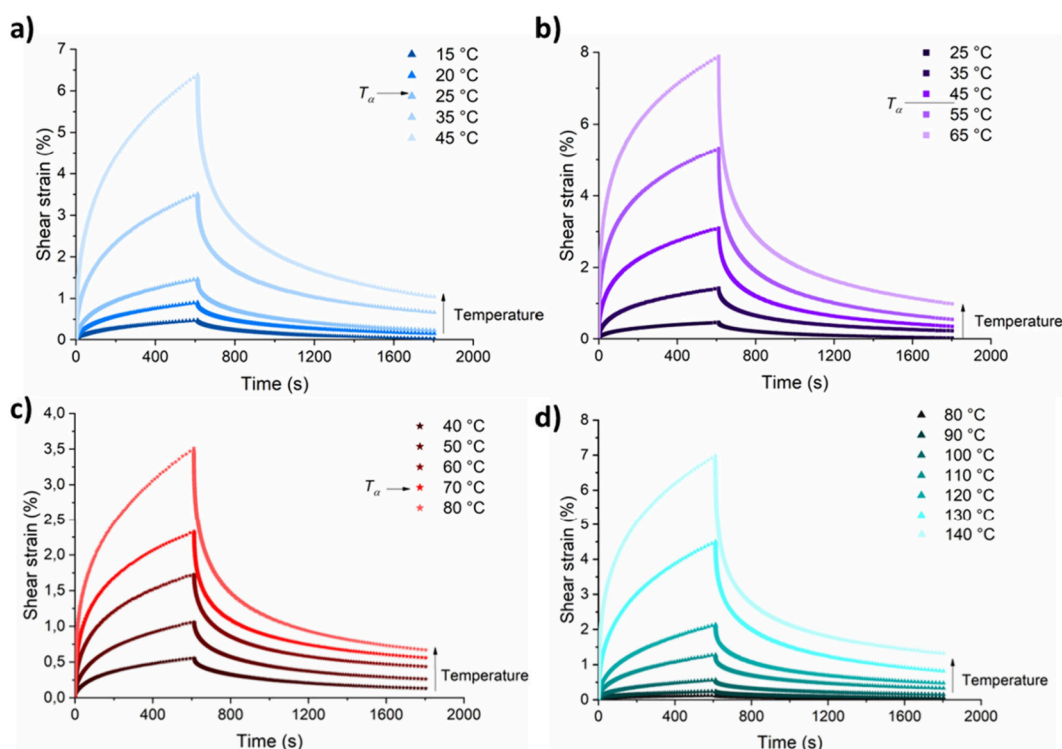 a)
Shear strain (%)
7
6
5
4
3
2
1
0
0 400 800 1200 1600 2000
Time (s)
15 °C
20 °C
Tα 25 °C
35 °C
45 °C
Temperature
b)
Shear strain (%)
8
6
4
2
0
0 400 800 1200 1600 2000
Time (s)
25 °C
35 °C
45 °C
Tα
55 °C
65 °C
Temperature
c)
Shear strain (%)
4,0
3,5
3,0
2,5
2,0
1,5
1,0
0,5
0,0
0 400 800 1200 1600 2000
Time (s)
40 °C
50 °C
60 °C
Tα 70 °C
80 °C
Temperature
d)
Shear strain (%)
8
7
6
5
4
3
2
1
0
0 400 800 1200 1600 2000
Time (s)
80 °C
90 °C
100 °C
110 °C
120 °C
130 °C
140 °C
Temperature